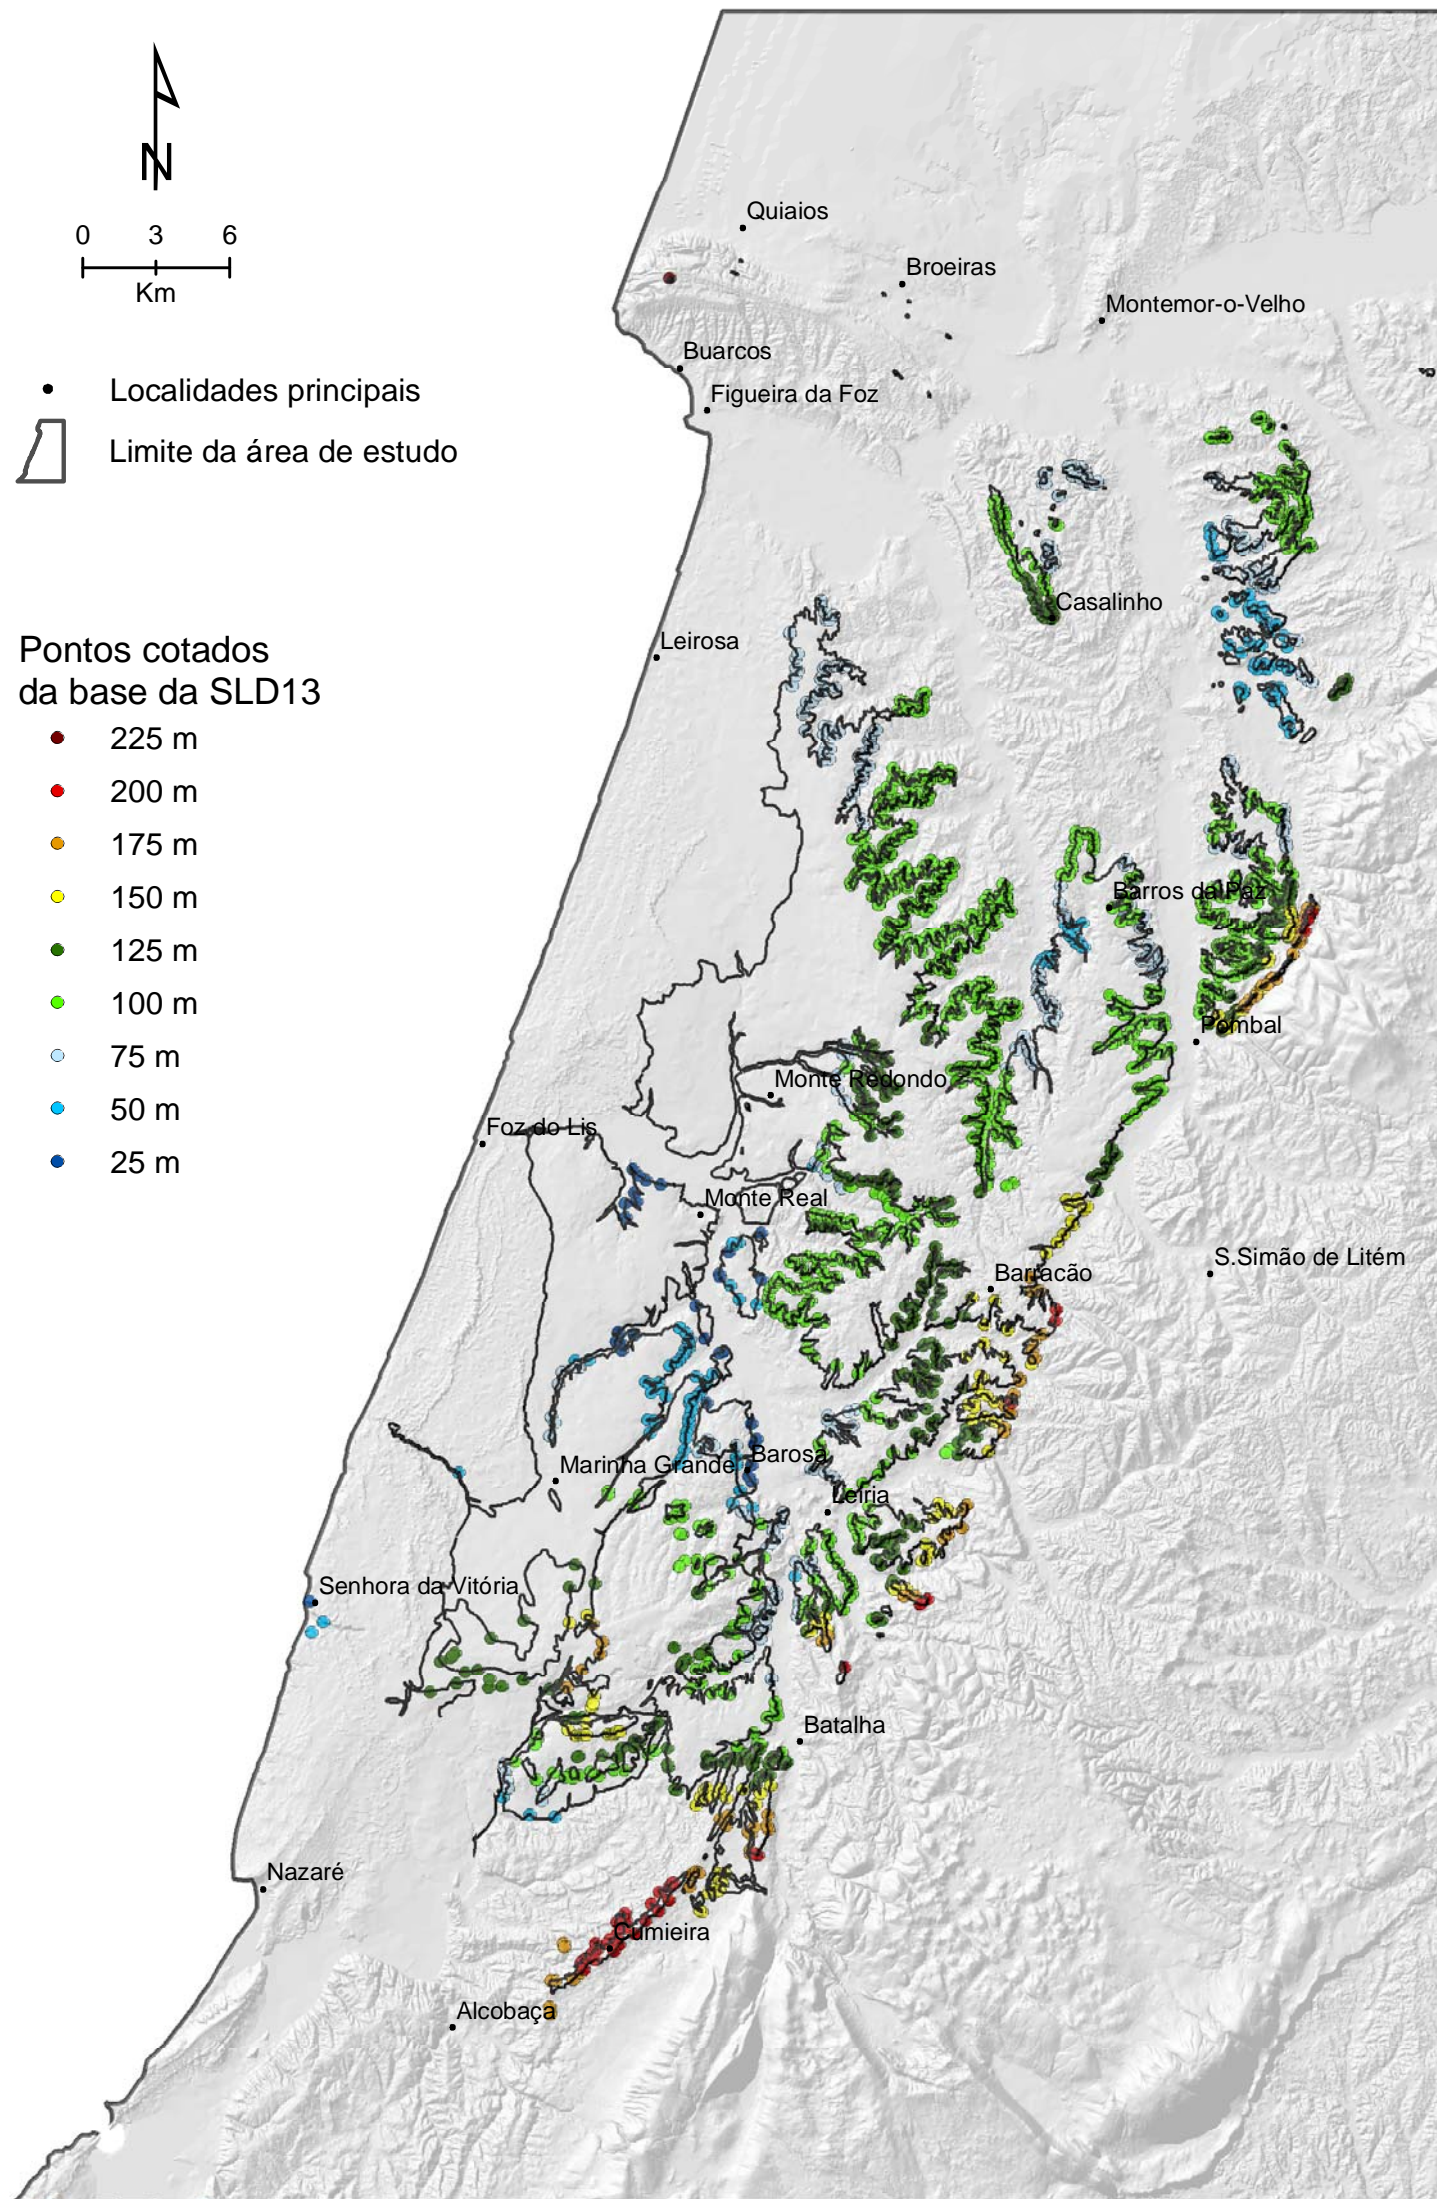 N
0 3 6
Km
Localidades principais
Limite da área de estudo
Pontos cotados
da base da SLD13
225 m
200 m
175 m
150 m
125 m
100 m
75 m
50 m
25 m
Quiaios
Broeiras
Montemor-o-Velho
Buarcos
Figueira da Foz
Casalinho
Leirosa
Barros da Paz
Pombal
Monte Redondo
Foz do Lis
Monte Real
S.Simão de Litém
Barracão
Barosa
Marinha Grande
Leiria
Senhora da Vitória
Batalha
Nazaré
Cumieira
Alcobaça